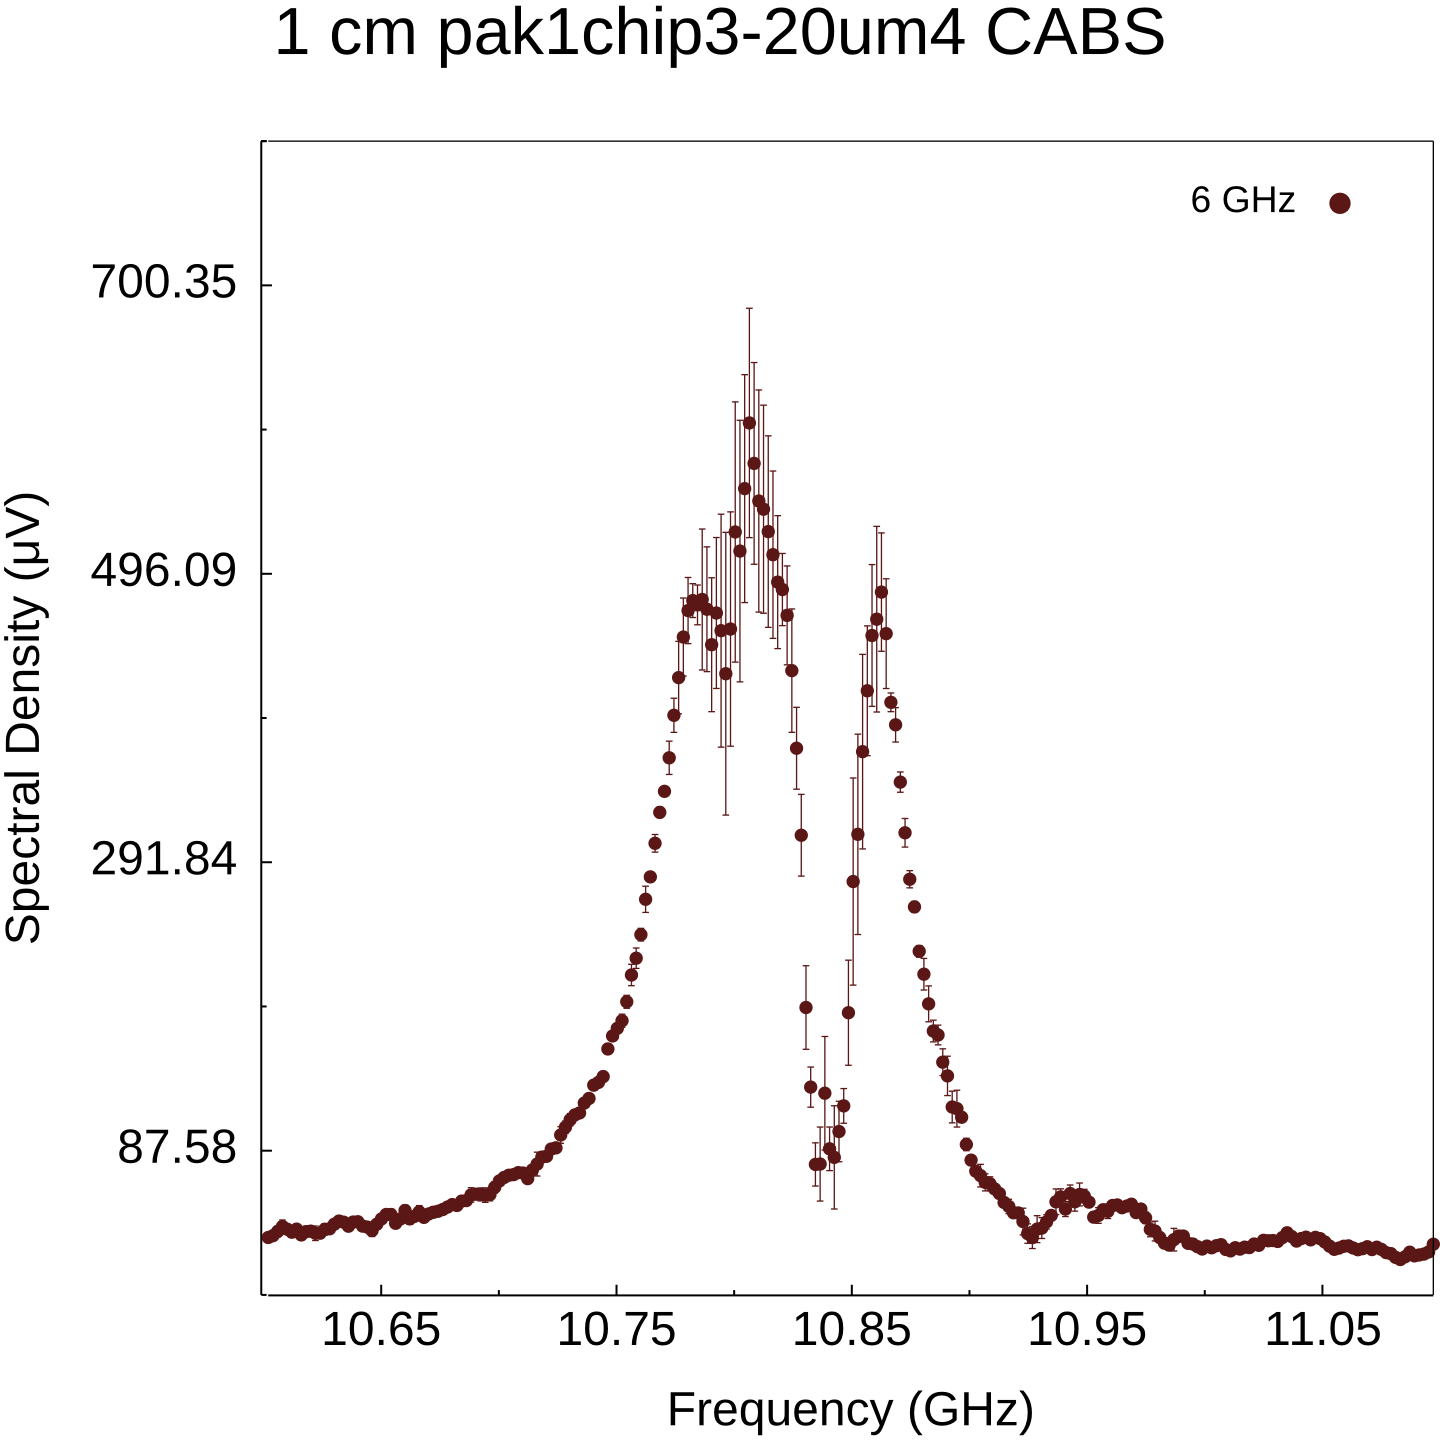 1 cm pak1chip3-20um4 CABS
6 GHz
700.35
496.09
291.84
87.58
Spectral Density (μV)
10.65 10.75 10.85 10.95 11.05
Frequency (GHz)